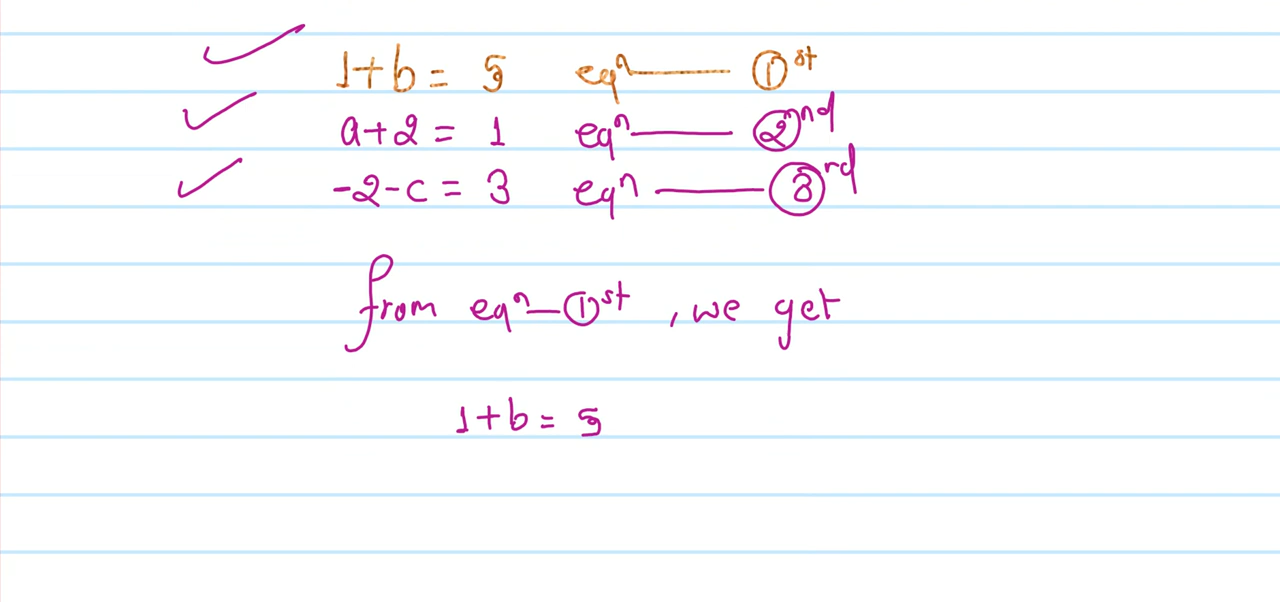 1+b = 5 eqⁿ —— ①st
a+2 = 1 eqⁿ —— ②nd
-2-c = 3 eqⁿ —— ③rd
from eqⁿ — ①st , we get
1+b = 5